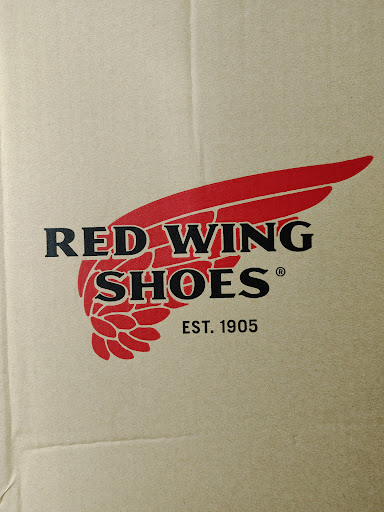 RED WING
SHOES®
EST. 1905